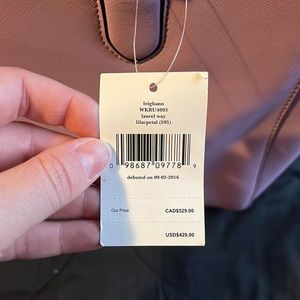 leighann
WKRU4095
laurel way
lilacpetal (595)
0 98687 09778 9
debuted on 09-02-2016
Our Price CAD$529.00
USD$429.00